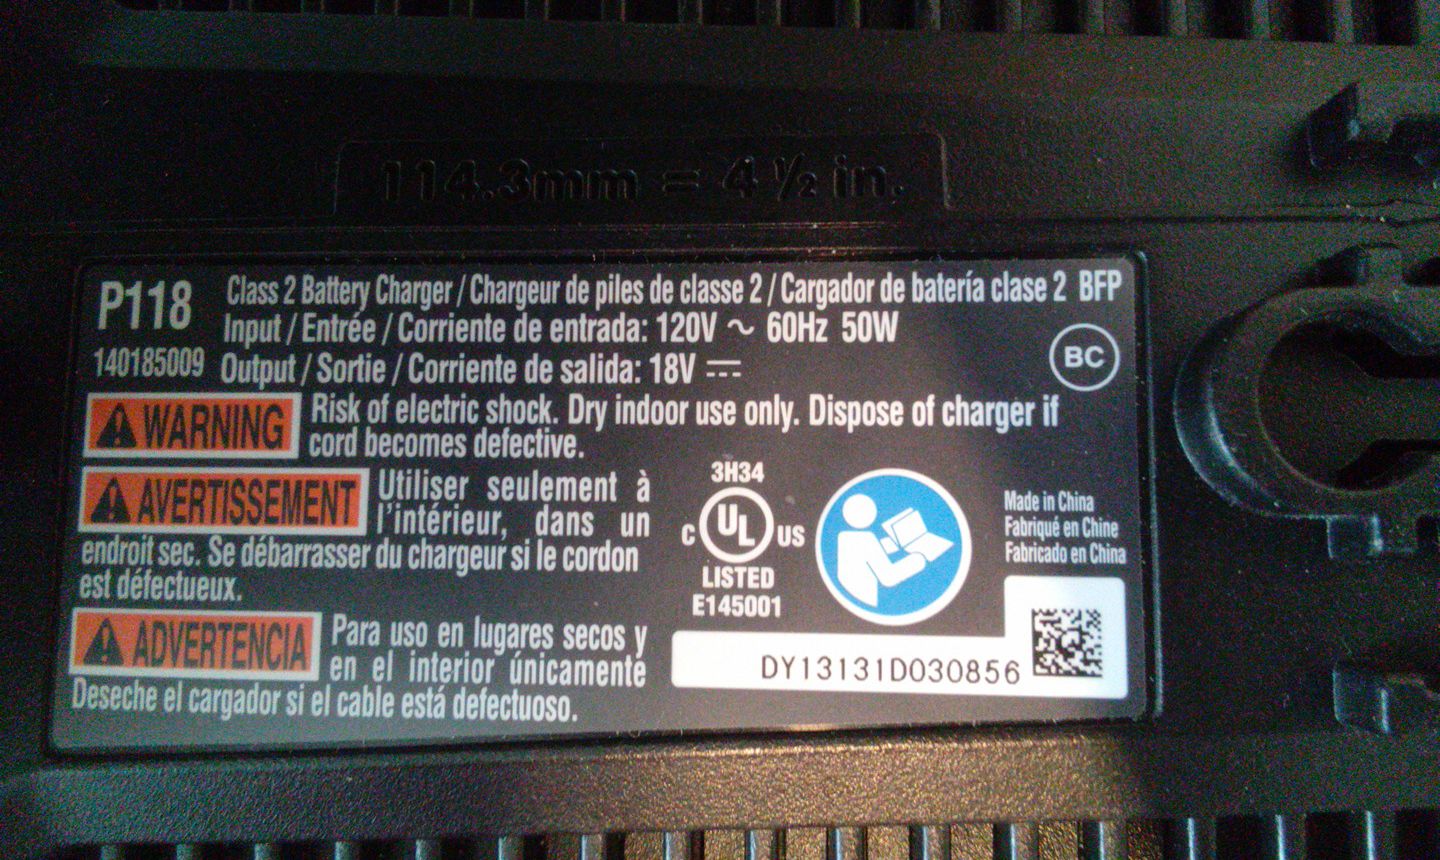 114.3mm = 4 ½ in.
P118 Class 2 Battery Charger / Chargeur de piles de classe 2 / Cargador de batería clase 2 BFP
Input / Entrée / Corriente de entrada: 120V ~ 60Hz 50W
140185009 Output / Sortie / Corriente de salida: 18V ⎓
BC
WARNING Risk of electric shock. Dry indoor use only. Dispose of charger if
cord becomes defective.
AVERTISSEMENT Utiliser seulement à
l'intérieur, dans un
endroit sec. Se débarrasser du chargeur si le cordon
est défectueux.
ADVERTENCIA Para uso en lugares secos y
en el interior únicamente
Deseche el cargador si el cable está defectuoso.
3H34
C UL US
LISTED
E145001
Made in China
Fabriqué en Chine
Fabricado en China
DY13131D030856